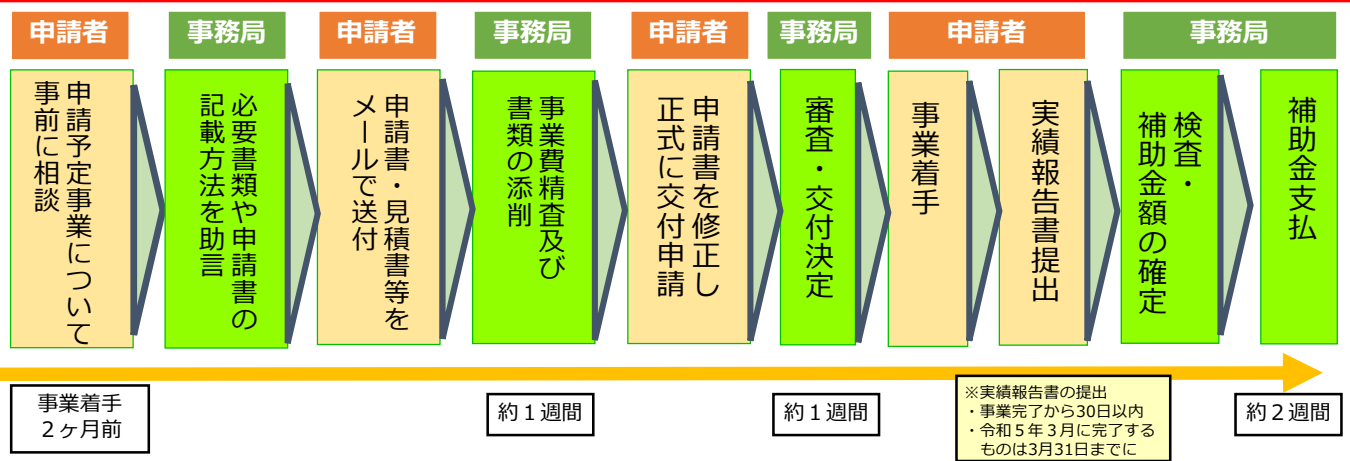 申請者
事務局
申請者
事務局
申請者
事務局
申請者
事務局
申請予定事業について
事前に相談
必要書類や申請書の
記載方法を助言
申請書・見積書等を
メールで送付
事業費精査及び
書類の添削
申請書を修正し
正式に交付申請
審査・交付決定
事業着手
実績報告書提出
検査・
補助金額の確定
補助金支払
事業着手
２ヶ月前
約１週間
約１週間
※実績報告書の提出
・事業完了から30日以内
・令和５年３月に完了する
ものは3月31日までに
約２週間